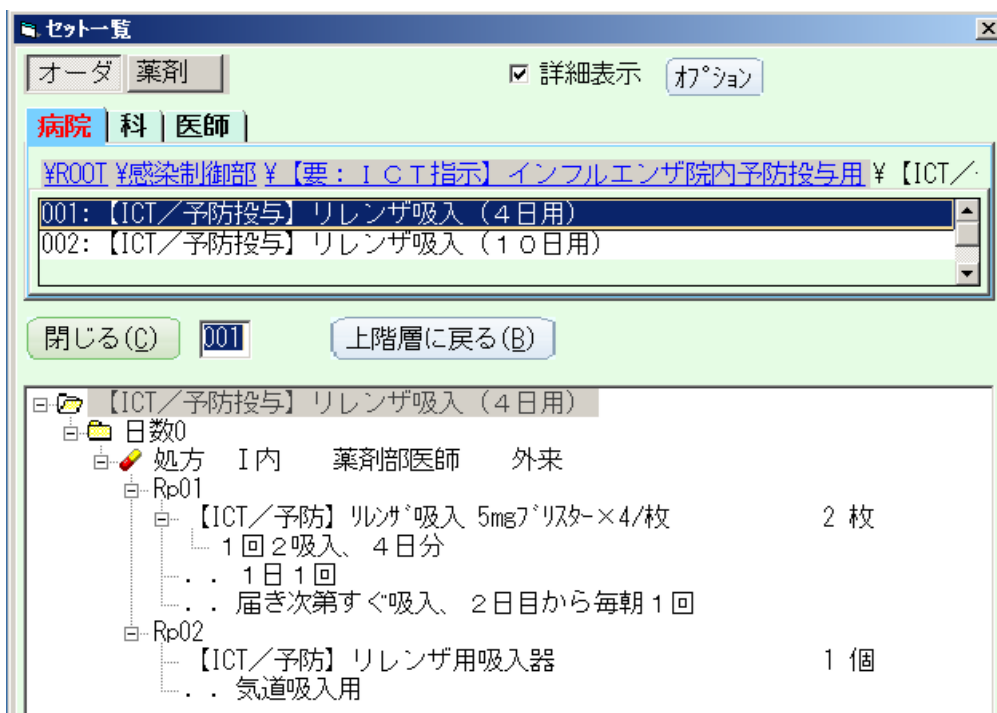 セット一覧
オーダ 薬剤 詳細表示 オプション
病院 科 医師
¥ROOT ¥感染制御部 ¥【要：ＩＣＴ指示】インフルエンザ院内予防投与用 ¥【ICT／
001:【ICT／予防投与】リレンザ吸入（４日用）
002:【ICT／予防投与】リレンザ吸入（１０日用）
閉じる(C) 001 上階層に戻る(B)
【ICT／予防投与】リレンザ吸入（４日用）
日数0
処方 Ｉ内 薬剤部医師 外来
Rp01
【ICT／予防】ﾘﾚﾝｻﾞ吸入 5mgﾌﾞﾘｽﾀｰ×4/枚 2 枚
１回２吸入、４日分
．．１日１回
．．届き次第すぐ吸入、２日目から毎朝１回
Rp02
【ICT／予防】リレンザ用吸入器 1 個
．．気道吸入用